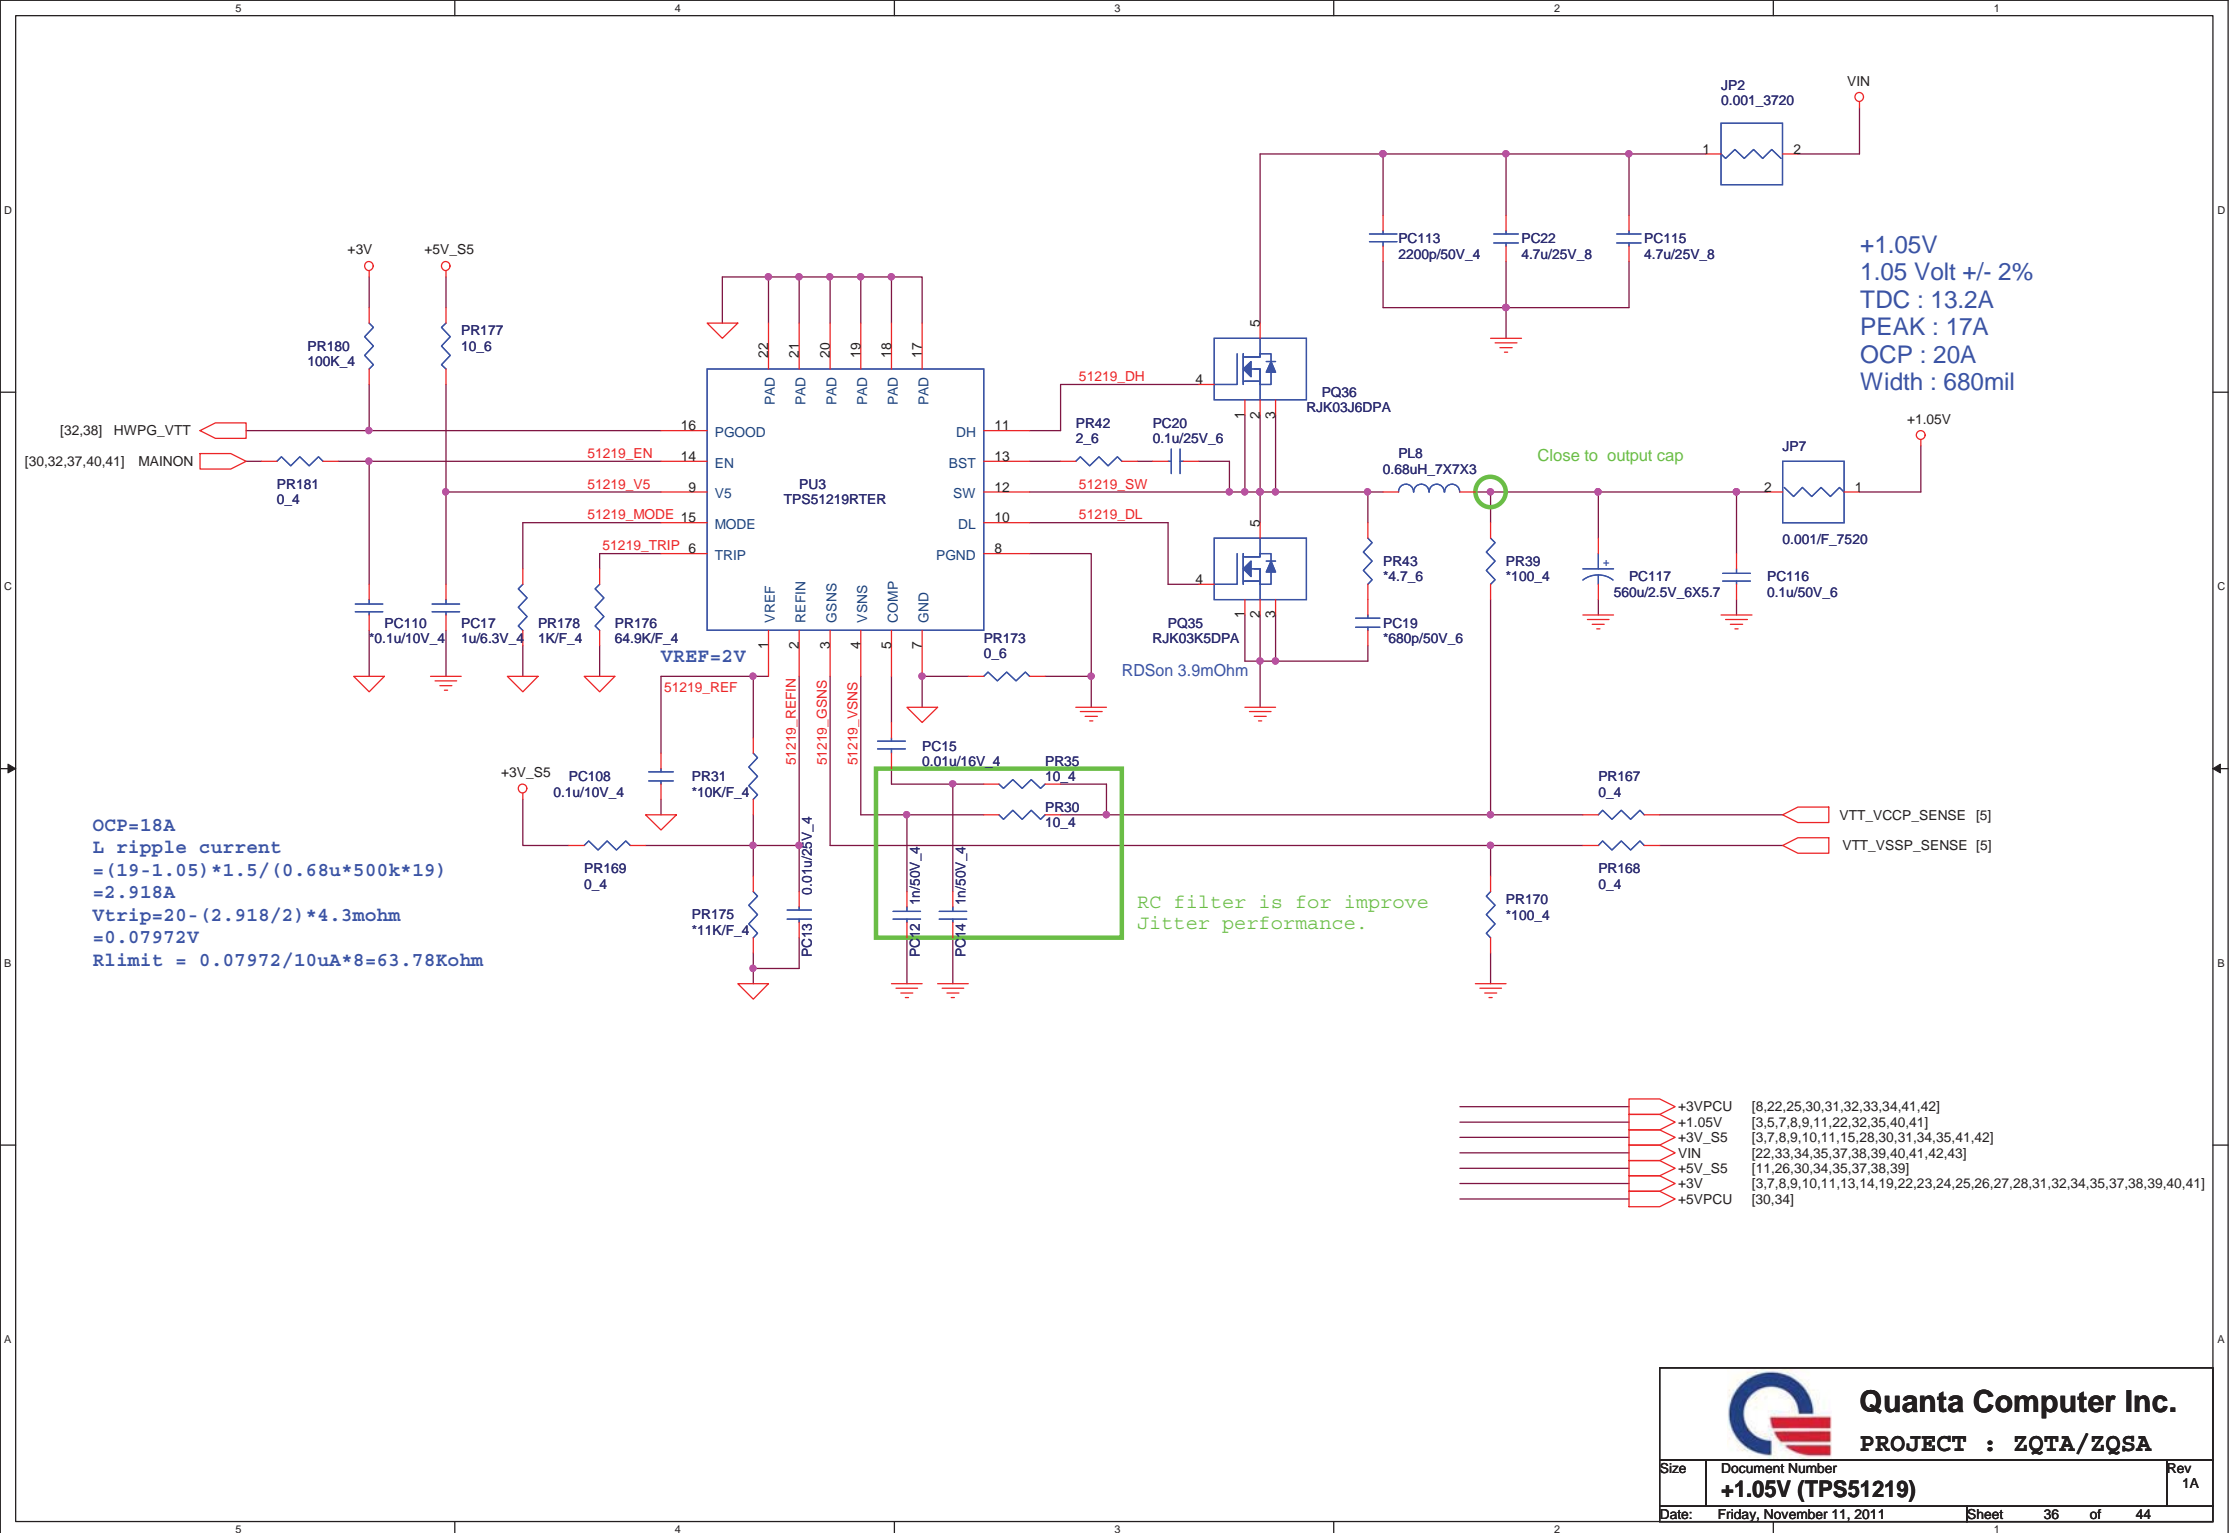 5 4 3 2 1
D
C
B
A
D
C
B
A
JP2
0.001_3720
VIN
1 2
PC113
2200p/50V_4
PC22
4.7u/25V_8
PC115
4.7u/25V_8
+1.05V
1.05 Volt +/- 2%
TDC : 13.2A
PEAK : 17A
OCP : 20A
Width : 680mil
+3V
+5V_S5
PR180
100K_4
PR177
10_6
22 21 20 19 18 17
PAD PAD PAD PAD PAD PAD
[32,38] HWPG_VTT
[30,32,37,40,41] MAINON
PR181
0_4
51219_EN
51219_V5
51219_MODE
51219_TRIP
16 PGOOD
14 EN
9 V5
15 MODE
6 TRIP
PU3
TPS51219RTER
DH 11
BST 13
SW 12
DL 10
PGND 8
VREF REFIN GSNS VSNS COMP GND
1 2 3 4 5 7
51219_DH
PR42
2_6
PC20
0.1u/25V_6
51219_SW
51219_DL
5
4
1 2 3
PQ36
RJK03J6DPA
5
4
1 2 3
PQ35
RJK03K5DPA
RDSon 3.9mOhm
PL8
0.68uH_7X7X3
Close to output cap
JP7
2 1
0.001/F_7520
+1.05V
PR43
*4.7_6
PC19
*680p/50V_6
PR39
*100_4
PC117
560u/2.5V_6X5.7
+
PC116
0.1u/50V_6
PC110
*0.1u/10V_4
PC17
1u/6.3V_4
PR178
1K/F_4
PR176
64.9K/F_4
VREF=2V
51219_REF
51219_REFIN
51219_GSNS
51219_VSNS
PR173
0_6
PC15
0.01u/16V_4
+3V_S5
PC108
0.1u/10V_4
PR31
*10K/F_4
PR35
10_4
PR30
10_4
PR169
0_4
PR175
*11K/F_4
PC13 0.01u/25V_4
PC12 1n/50V_4
PC14 1n/50V_4
RC filter is for improve
Jitter performance.
PR167
0_4
VTT_VCCP_SENSE [5]
PR168
0_4
VTT_VSSP_SENSE [5]
PR170
*100_4
OCP=18A
L ripple current
=(19-1.05)*1.5/(0.68u*500k*19)
=2.918A
Vtrip=20-(2.918/2)*4.3mohm
=0.07972V
Rlimit = 0.07972/10uA*8=63.78Kohm
+3VPCU [8,22,25,30,31,32,33,34,41,42]
+1.05V [3,5,7,8,9,11,22,32,35,40,41]
+3V_S5 [3,7,8,9,10,11,15,28,30,31,34,35,41,42]
VIN [22,33,34,35,37,38,39,40,41,42,43]
+5V_S5 [11,26,30,34,35,37,38,39]
+3V [3,7,8,9,10,11,13,14,19,22,23,24,25,26,27,28,31,32,34,35,37,38,39,40,41]
+5VPCU [30,34]
Quanta Computer Inc.
PROJECT : ZQTA/ZQSA
Size Document Number Rev
+1.05V (TPS51219) 1A
Date: Friday, November 11, 2011 Sheet 36 of 44
5 4 3 2 1